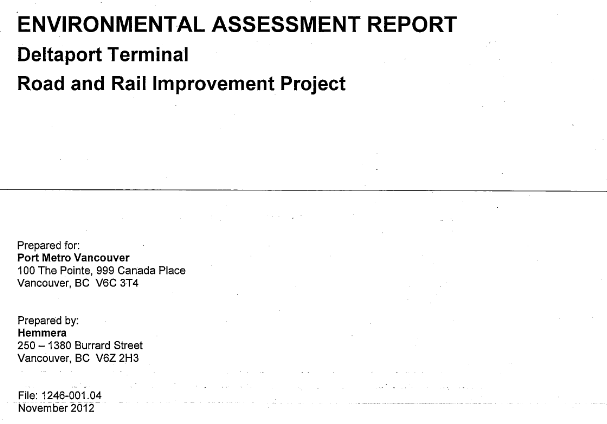 ENVIRONMENTAL ASSESSMENT REPORT
Deltaport Terminal
Road and Rail Improvement Project
Prepared for:
Port Metro Vancouver
100 The Pointe, 999 Canada Place
Vancouver, BC V6C 3T4
Prepared by:
Hemmera
250 – 1380 Burrard Street
Vancouver, BC V6Z 2H3
File: 1246-001.04
November 2012